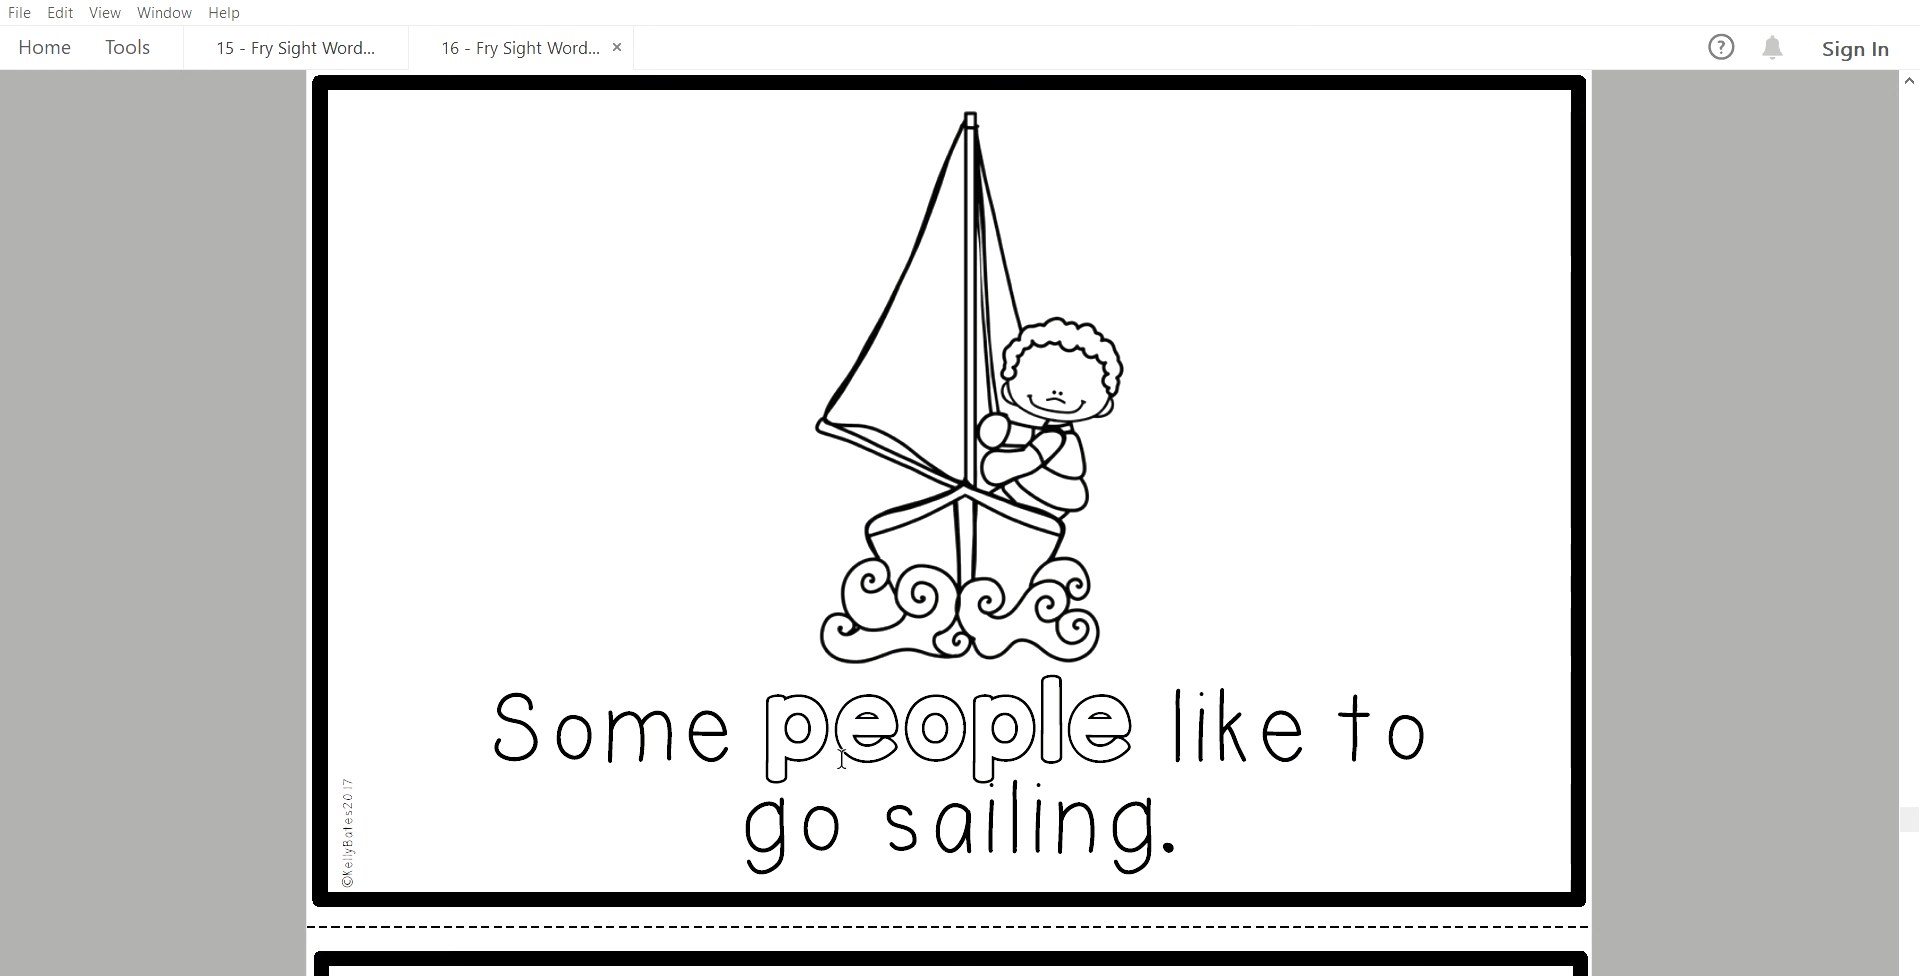 File Edit View Window Help
Home Tools 15 - Fry Sight Word... 16 - Fry Sight Word... × ? Sign In
Some people like to
go sailing.
©KellyBates2017